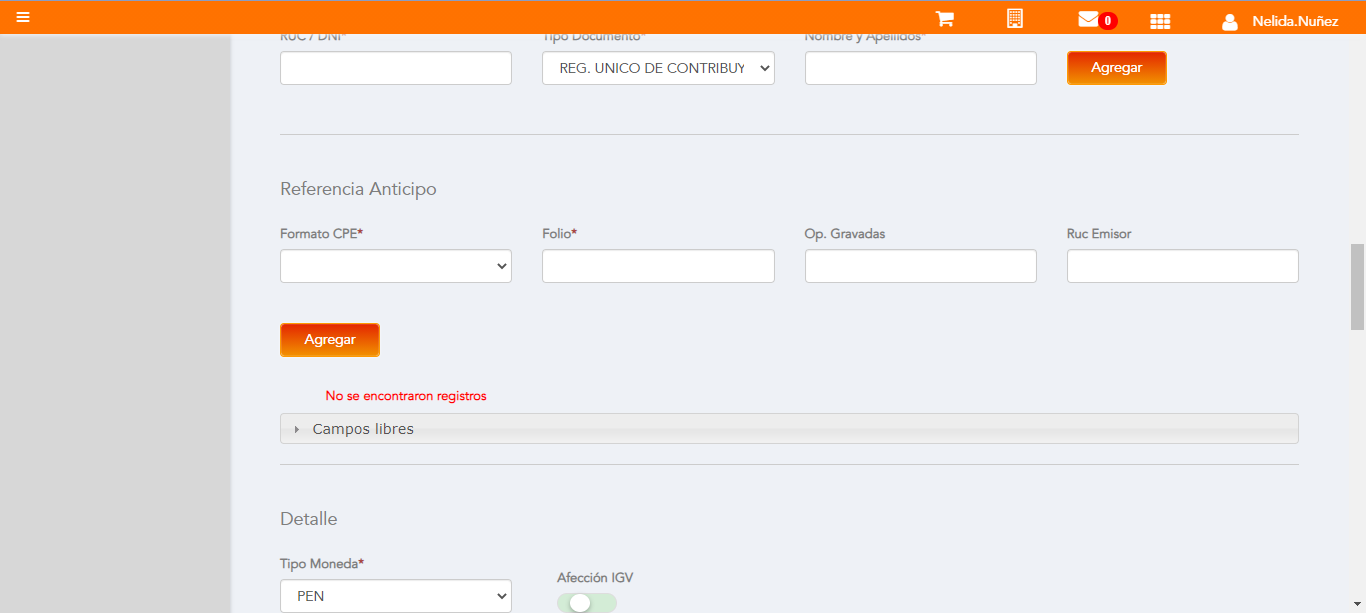 0
Nelida.Nuñez
RUC / DNI*
Tipo Documento*
Nombre y Apellidos*
REG. UNICO DE CONTRIBUY
Agregar
Referencia Anticipo
Formato CPE*
Folio*
Op. Gravadas
Ruc Emisor
Agregar
No se encontraron registros
Campos libres
Detalle
Tipo Moneda*
Afección IGV
PEN